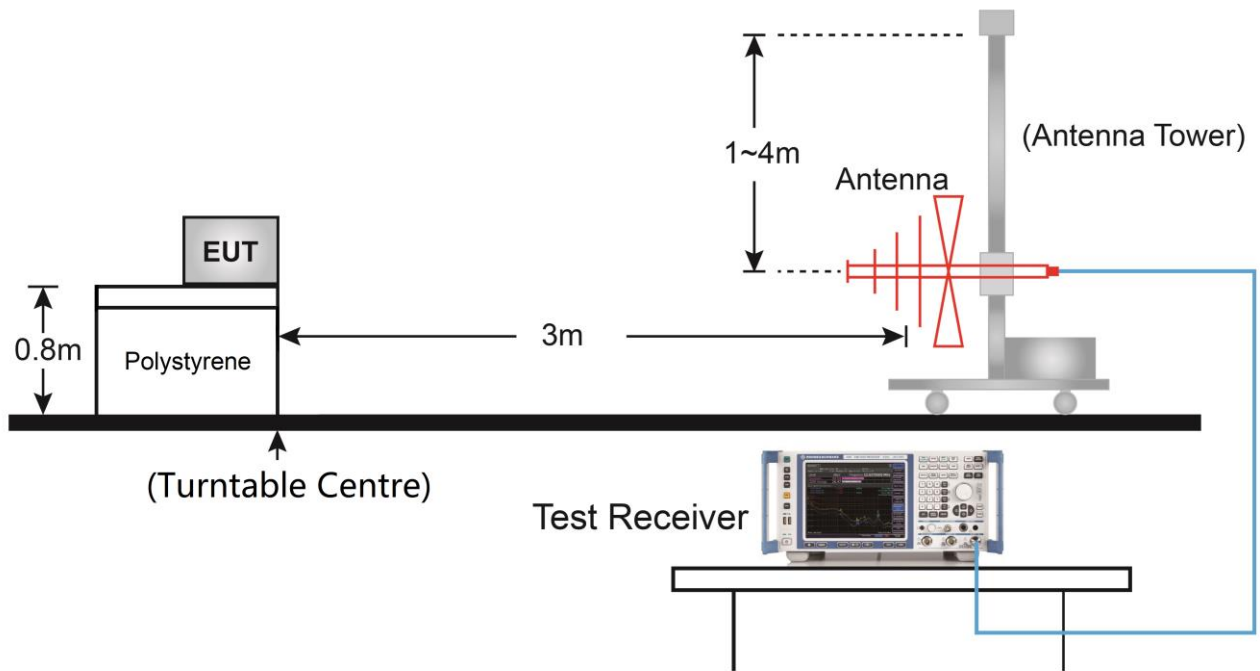 1~4m
(Antenna Tower)
Antenna
EUT
0.8m
Polystyrene
3m
(Turntable Centre)
Test Receiver